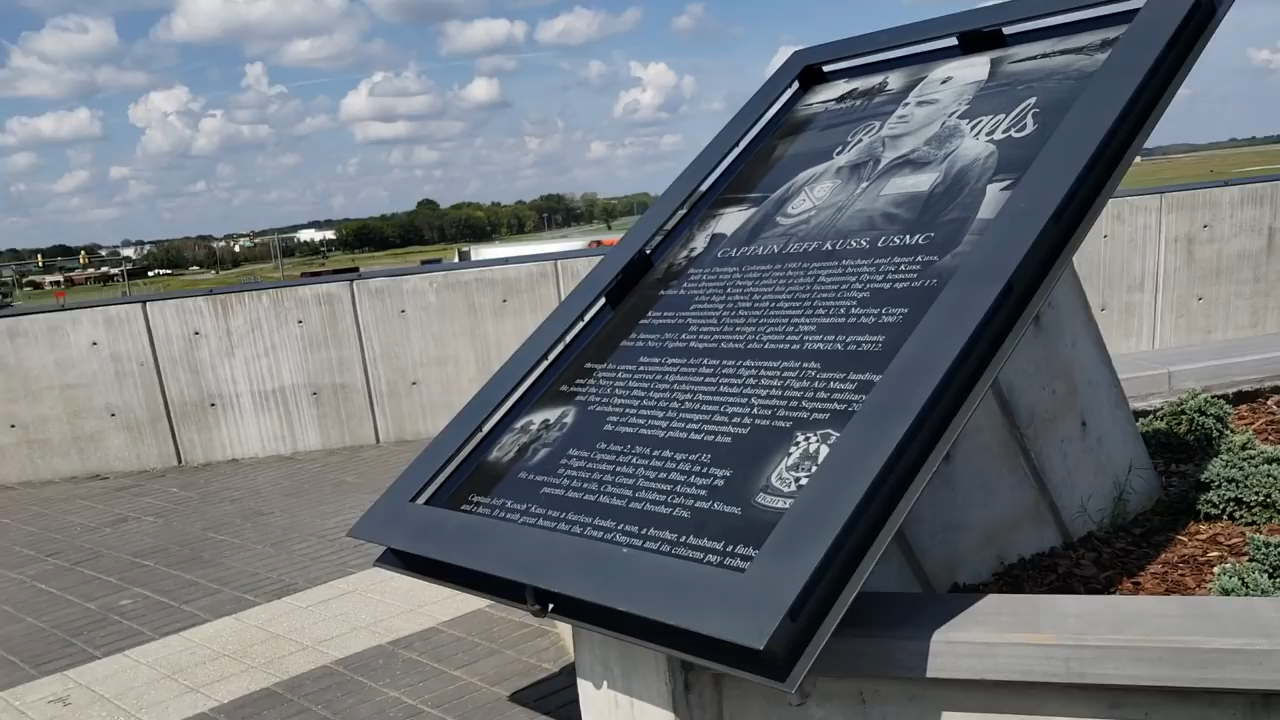 CAPTAIN JEFF KUSS, USMC
Born in Durango, Colorado in 1983 to parents Michael and Janet Kuss,
Jeff Kuss was the older of two boys; alongside brother, Eric Kuss.
Kuss dreamed of being a pilot as a child. Beginning flying lessons
before he could drive, Kuss obtained his pilot's license at the young age of 17.
After high school, he attended Fort Lewis College,
graduating in 2006 with a degree in Economics.
Kuss was commissioned as a Second Lieutenant in the U.S. Marine Corps
and reported to Pensacola, Florida for aviation indoctrination in July 2007.
He earned his wings of gold in 2009.
In January 2011, Kuss was promoted to Captain and went on to graduate
from the Navy Fighter Weapons School, also known as TOPGUN, in 2012.
Marine Captain Jeff Kuss was a decorated pilot who,
through his career, accumulated more than 1,400 flight hours and 175 carrier landing
Captain Kuss served in Afghanistan and earned the Strike Flight Air Medal
and the Navy and Marine Corps Achievement Medal during his time in the military
He joined the U.S. Navy Blue Angels Flight Demonstration Squadron in September 20
and flew as Opposing Solo for the 2016 team. Captain Kuss' favorite part
of airshows was meeting his youngest fans, as he was once
one of those young fans and remembered
the impact meeting pilots had on him.
On June 2, 2016, at the age of 32,
Marine Captain Jeff Kuss lost his life in a tragic
in-flight accident while flying as Blue Angel #6
in practice for the Great Tennessee Airshow.
He is survived by his wife, Christina, children Calvin and Sloane,
parents Janet and Michael, and brother Eric.
Captain Jeff "Kooch" Kuss was a fearless leader, a son, a brother, a husband, a fathe
and a hero. It is with great honor that the Town of Smyrna and its citizens pay tribut